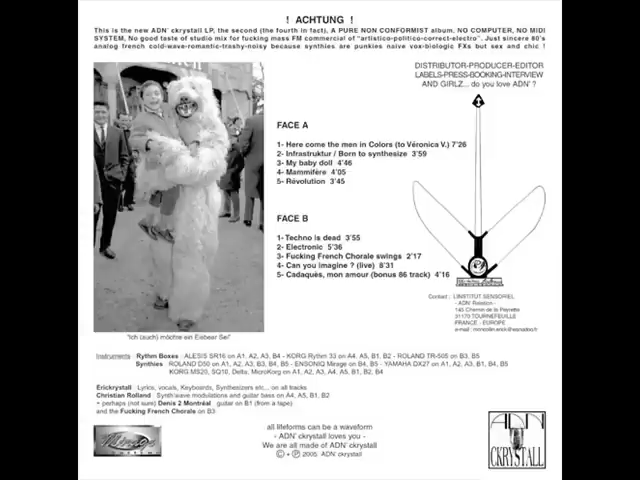 ! ACHTUNG !
This is the new ADN' ckrystall LP, the second (the fourth in fact), A PURE NON CONFORMIST album. NO COMPUTER, NO MIDI
SYSTEM, No good taste of studio mix for fucking mass FM commercial of "artistico-politico-correct-electro". Just sincere 80's
analog french cold-wave-romantic-trashy-noisy because synthies are punkies naive vox-biologic FXs but sex and chic !
DISTRIBUTOR-PRODUCER-EDITOR
LABELS-PRESS-BOOKING-INTERVIEW
AND GIRLZ... do you love ADN' ?
FACE A
1- Here come the men in Colors (to Véronica V.) 7'26
2- Infrastruktur / Born to synthesize 3'59
3- My baby doll 4'46
4- Mammifère 4'05
5- Révolution 3'45
FACE B
1- Techno is dead 3'55
2- Electronic 5'36
3- Fucking French Chorale swings 2'17
4- Can you imagine ? (live) 8'31
5- Cadaquès, mon amour (bonus 86 track) 4'16
Contact : L'INSTITUT SENSORIEL
- ADN' Relation -
145 Chemin de la Peyrette
31170 TOURNEFEUILLE
FRANCE - EUROPE
"Ich (auch) möchte ein Eisbear Sei"
Instruments Rythm Boxes : ALESIS SR16 on A1, A2, A3, B4 - KORG Rythm 33 on A4, A5, B1, B2 - ROLAND TR-505 on B3, B5
Synthies : ROLAND D50 on A1, A2, A3, B3, B4, B5 - ENSONIQ Mirage on B4, B5 - YAMAHA DX27 on A1, A2, A3, B1, B4, B5
KORG MS20, SQ10, Delta, MicroKorg on A1, A2, A3, A4, A5, B1, B2, B4
Erickrystall : Lyrics, vocals, Keyboards, Synthesizers etc... on all tracks
Christian Rolland : Synth'wave modulations and guitar bass on A4, A5, B1, B2
+ perhaps (not sure) Denis 2 Montréal : guitar on B1 (from a tape)
and the Fucking French Chorale on B3
all lifeforms can be a waveform
- ADN' ckrystall loves you -
We are all made of ADN' ckrystall
© + ℗ 2005 ADN' ckrystall
ADN
CKRYSTALL